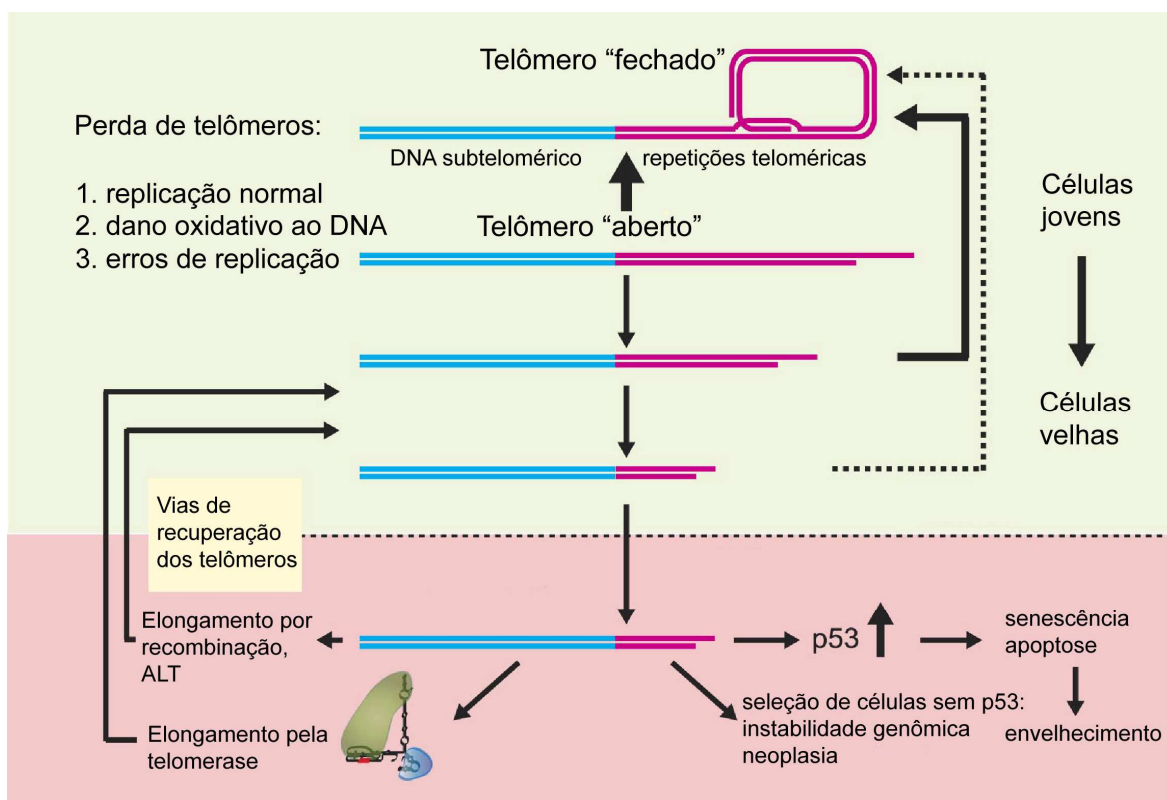 Telômero “fechado”
Perda de telômeros:
DNA subtelomérico
repetições teloméricas
1. replicação normal
2. dano oxidativo ao DNA
3. erros de replicação
Telômero “aberto”
Células
jovens
Células
velhas
Vias de
recuperação
dos telômeros
Elongamento por
recombinação,
ALT
p53
senescência
apoptose
seleção de células sem p53:
instabilidade genômica
neoplasia
envelhecimento
Elongamento pela
telomerase